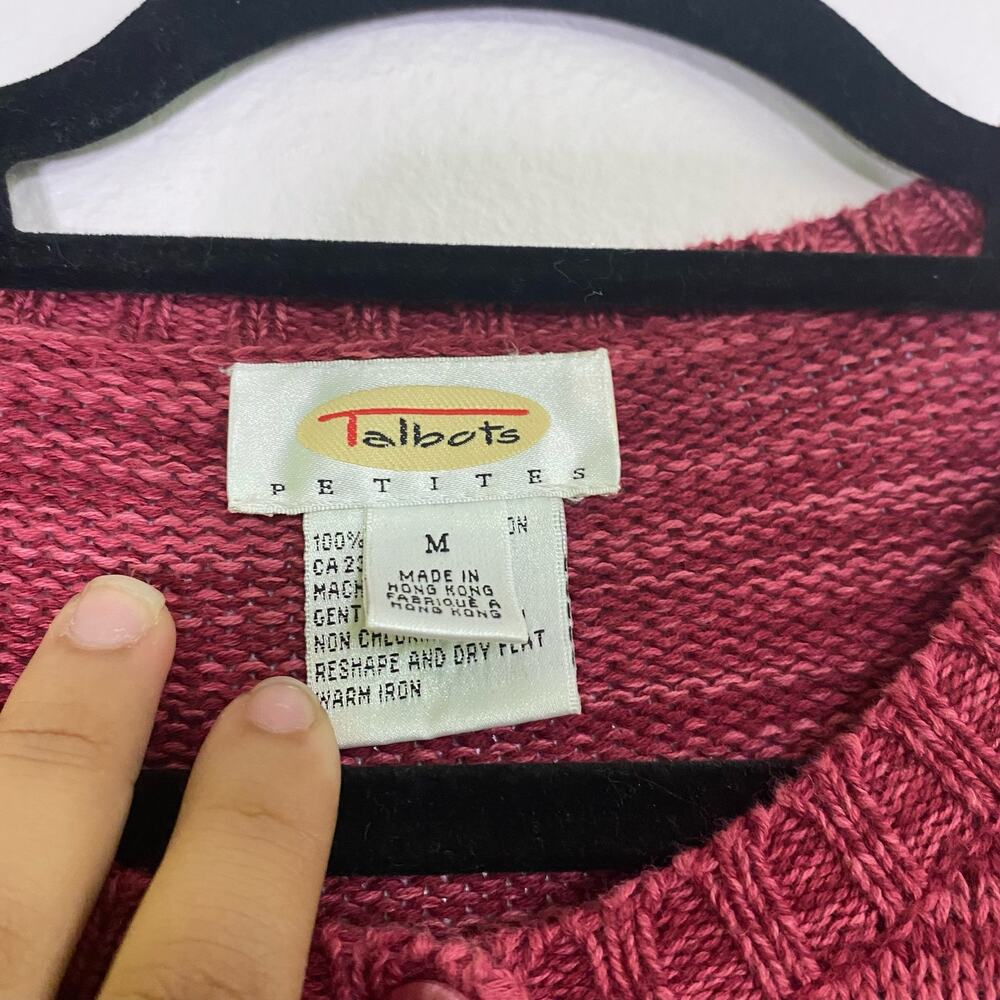 Talbots
PETITES
M
MADE IN
HONG KONG
FABRIQUÉ À
HONG KONG
100%
CA 23
MACH
GENT
NON CHLORI
RESHAPE AND DRY FLAT
WARM IRON